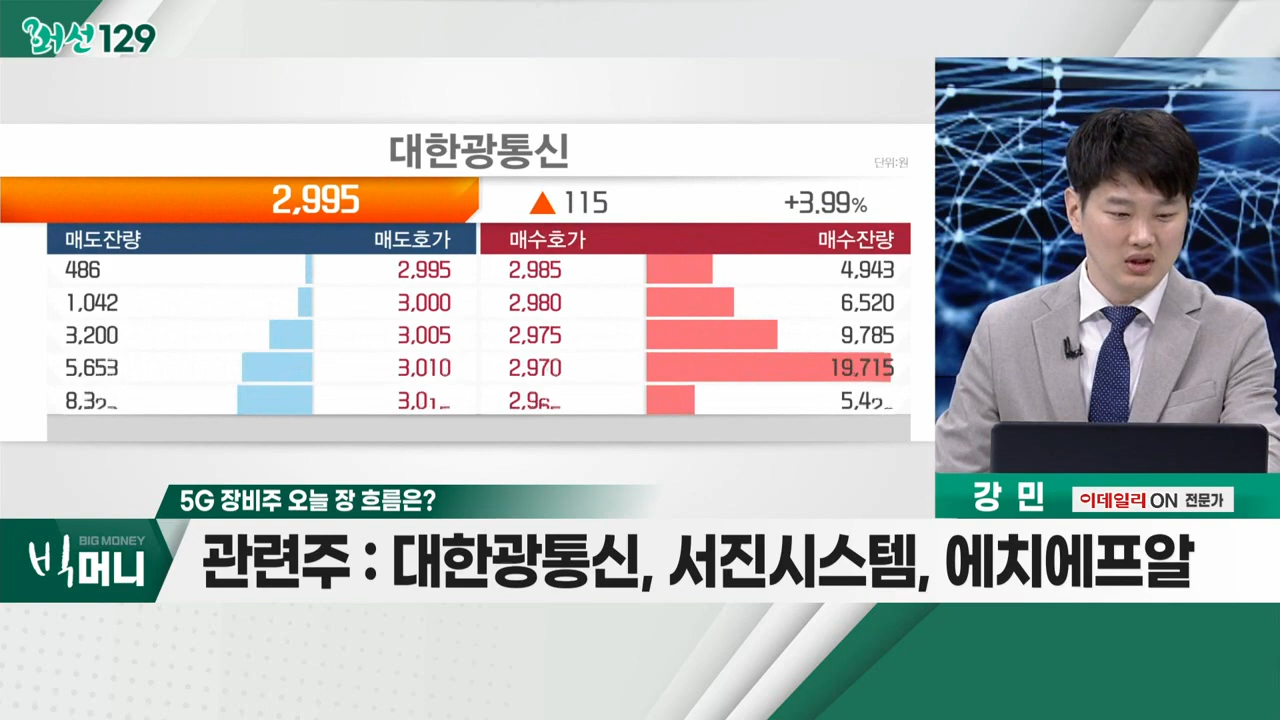 머선129
대한광통신
단위:원
2,995 ▲ 115 +3.99%
매도잔량 매도호가 매수호가 매수잔량
486 2,995 2,985 4,943
1,042 3,000 2,980 6,520
3,200 3,005 2,975 9,785
5,653 3,010 2,970 19,715
강 민 이데일리ON 전문가
5G 장비주 오늘 장 흐름은?
BIG MONEY
빅머니
관련주 : 대한광통신, 서진시스템, 에치에프알